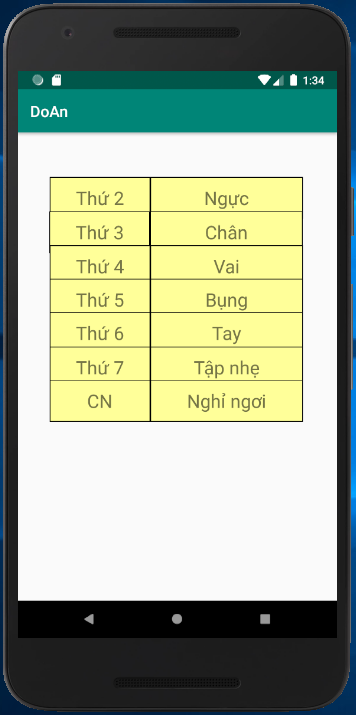 1:34
DoAn
Thứ 2 Ngực
Thứ 3 Chân
Thứ 4 Vai
Thứ 5 Bụng
Thứ 6 Tay
Thứ 7 Tập nhẹ
CN Nghỉ ngơi